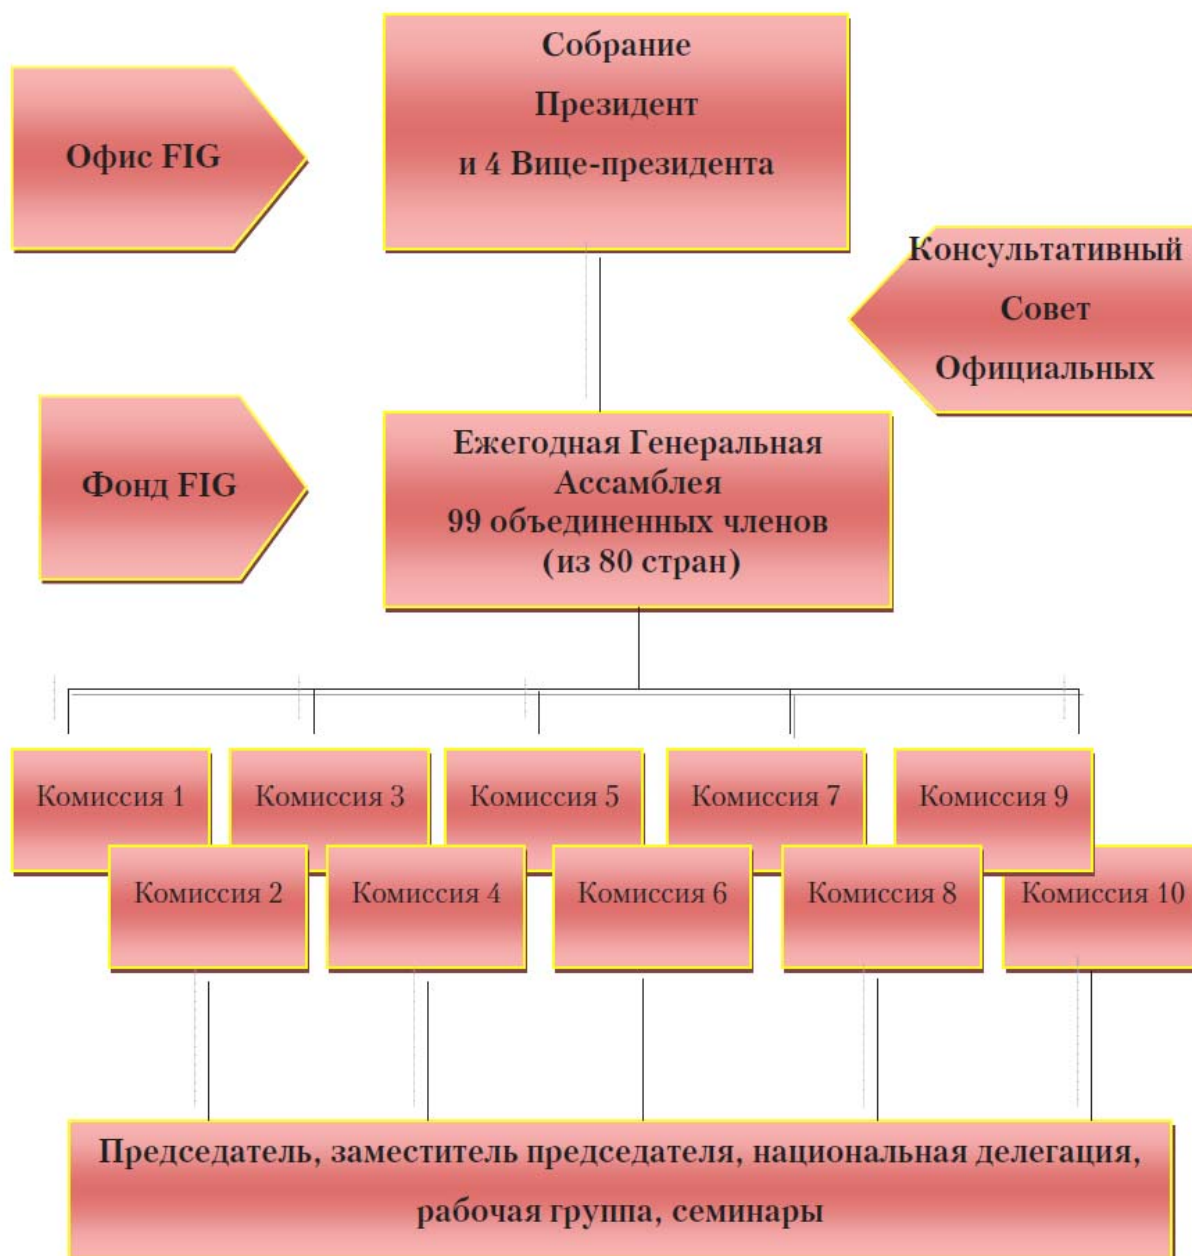 Собрание
Президент
и 4 Вице-президента
Офис FIG
Консультативный
Совет
Официальных
Фонд FIG
Ежегодная Генеральная
Ассамблея
99 объединенных членов
(из 80 стран)
Комиссия 1
Комиссия 3
Комиссия 5
Комиссия 7
Комиссия 9
Комиссия 2
Комиссия 4
Комиссия 6
Комиссия 8
Комиссия 10
Председатель, заместитель председателя, национальная делегация,
рабочая группа, семинары